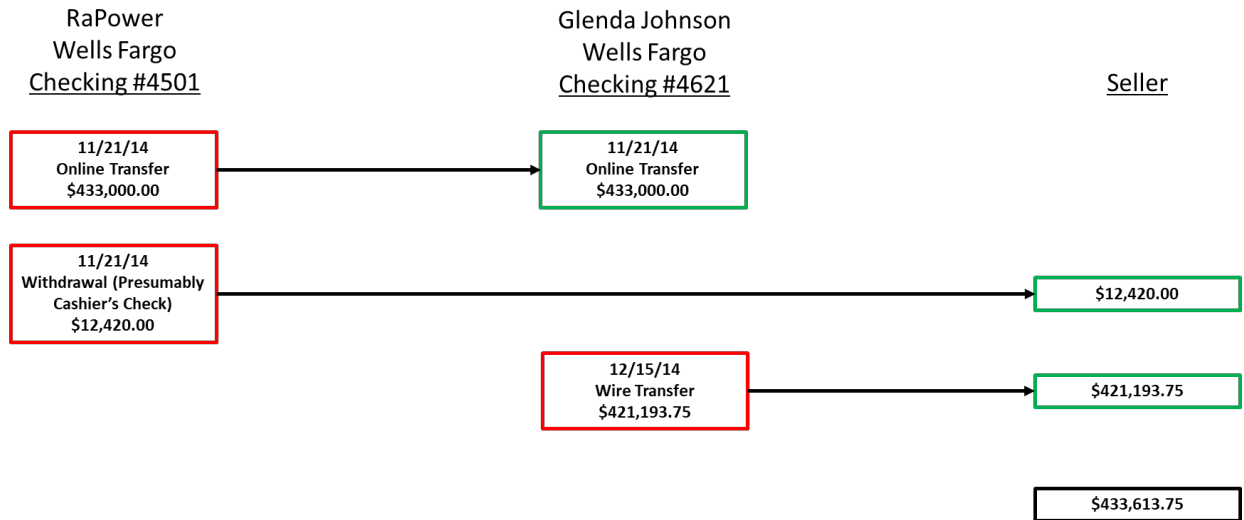 RaPower
Wells Fargo
Checking #4501
Glenda Johnson
Wells Fargo
Checking #4621
Seller
11/21/14
Online Transfer
$433,000.00
11/21/14
Online Transfer
$433,000.00
11/21/14
Withdrawal (Presumably
Cashier's Check)
$12,420.00
$12,420.00
12/15/14
Wire Transfer
$421,193.75
$421,193.75
$433,613.75